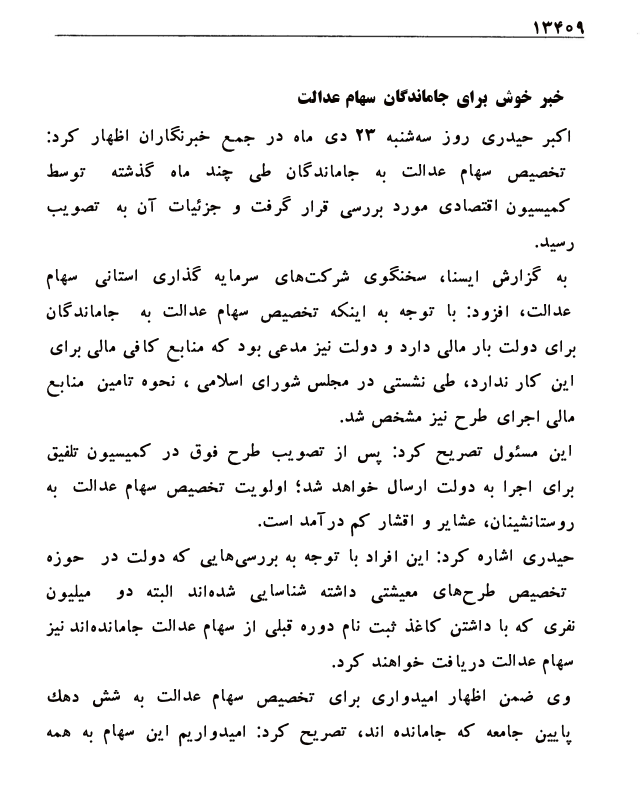 ۱۳۴۰۹
خبر خوش برای جاماندگان سهام عدالت
اکبر حیدری روز سه‌شنبه ۲۳ دی ماه در جمع خبرنگاران اظهار کرد:
تخصیص سهام عدالت به جاماندگان طی چند ماه گذشته توسط
کمیسیون اقتصادی مورد بررسی قرار گرفت و جزئیات آن به تصویب
رسید.
به گزارش ایسنا، سخنگوی شرکت‌های سرمایه گذاری استانی سهام
عدالت، افزود: با توجه به اینکه تخصیص سهام عدالت به جاماندگان
برای دولت بار مالی دارد و دولت نیز مدعی بود که منابع کافی مالی برای
این کار ندارد، طی نشستی در مجلس شورای اسلامی ، نحوه تامین منابع
مالی اجرای طرح نیز مشخص شد.
این مسئول تصریح کرد: پس از تصویب طرح فوق در کمیسیون تلفیق
برای اجرا به دولت ارسال خواهد شد؛ اولویت تخصیص سهام عدالت به
روستانشینان، عشایر و اقشار کم درآمد است.
حیدری اشاره کرد: این افراد با توجه به بررسی‌هایی که دولت در حوزه
تخصیص طرح‌های معیشتی داشته شناسایی شده‌اند البته دو میلیون
نفری که با داشتن کاغذ ثبت نام دوره قبلی از سهام عدالت جامانده‌اند نیز
سهام عدالت دریافت خواهند کرد.
وی ضمن اظهار امیدواری برای تخصیص سهام عدالت به شش دهك
پایین جامعه که جامانده اند، تصریح کرد: امیدواریم این سهام به همه